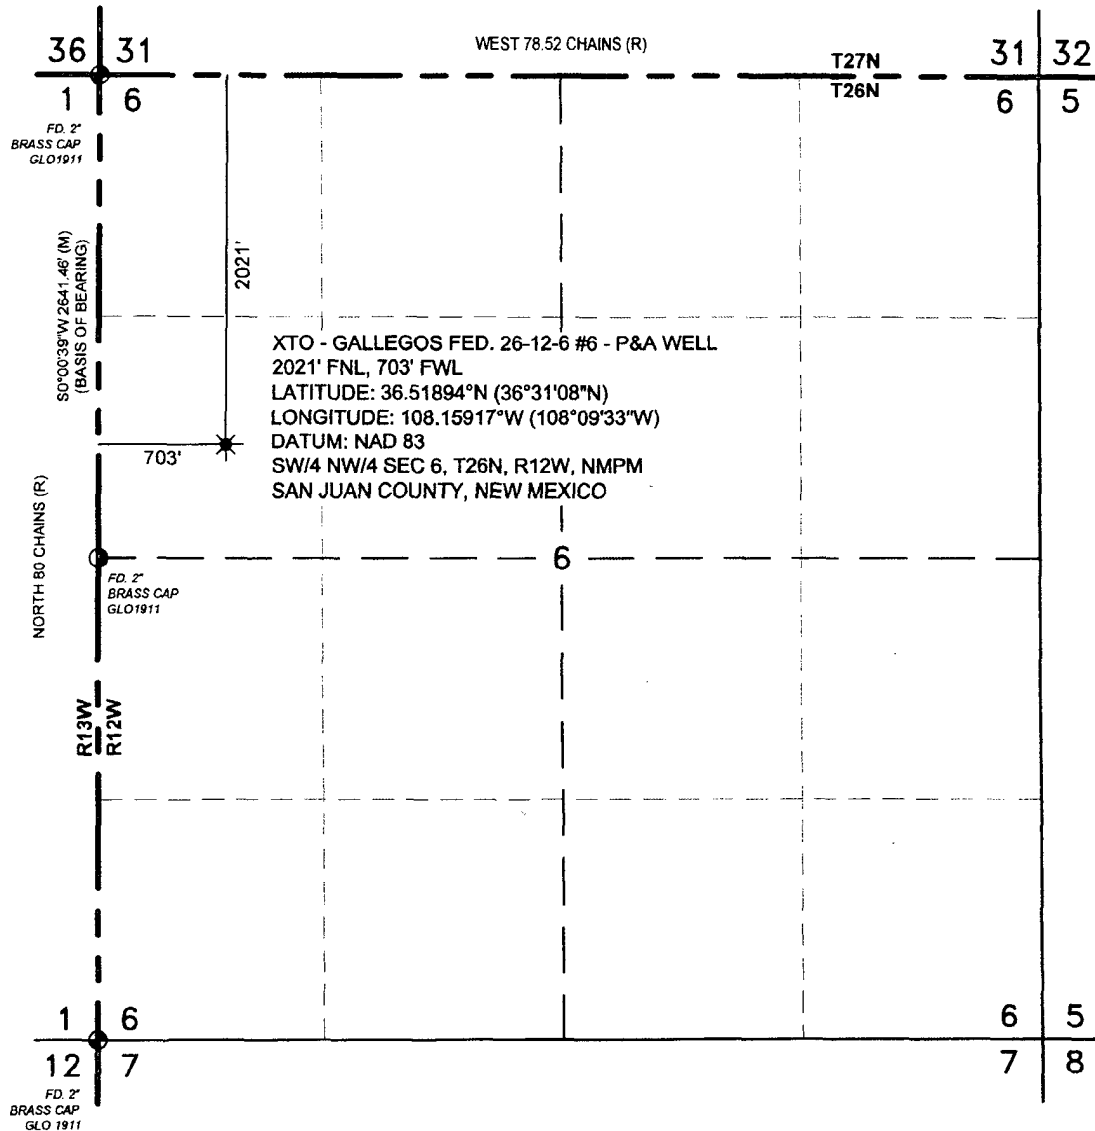 36 31
WEST 78.52 CHAINS (R)
T27N
31 32
1 6
T26N
6 5
FD. 2"
BRASS CAP
GLO1911
S0°00'39"W 2641.46' (M)
(BASIS OF BEARING)
2021'
XTO - GALLEGOS FED. 26-12-6 #6 - P&A WELL
2021' FNL, 703' FWL
LATITUDE: 36.51894°N (36°31'08"N)
LONGITUDE: 108.15917°W (108°09'33"W)
DATUM: NAD 83
SW/4 NW/4 SEC 6, T26N, R12W, NMPM
SAN JUAN COUNTY, NEW MEXICO
703'
NORTH 80 CHAINS (R)
6
FD. 2"
BRASS CAP
GLO1911
R13W
R12W
1 6
6 5
12 7
7 8
FD. 2"
BRASS CAP
GLO 1911